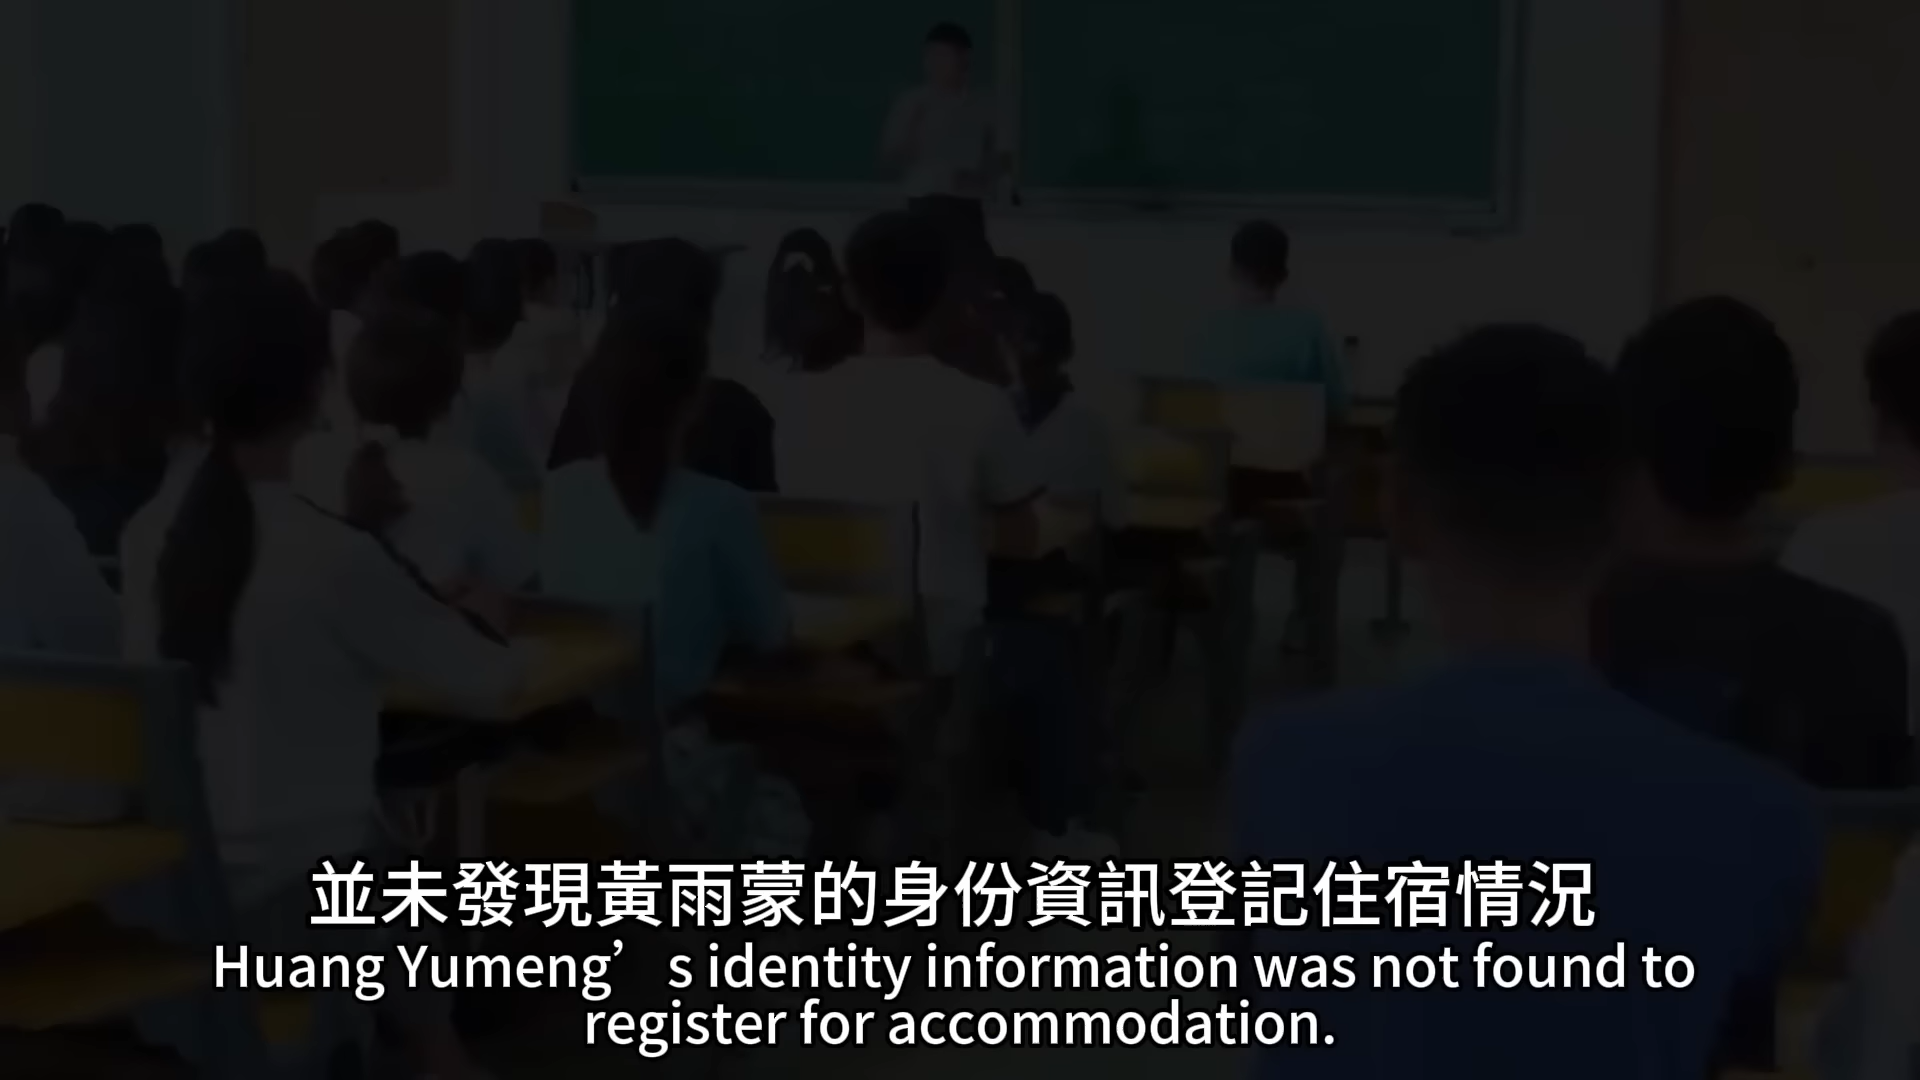 並未發現黃雨蒙的身份資訊登記住宿情況
Huang Yumeng’s identity information was not found to
register for accommodation.